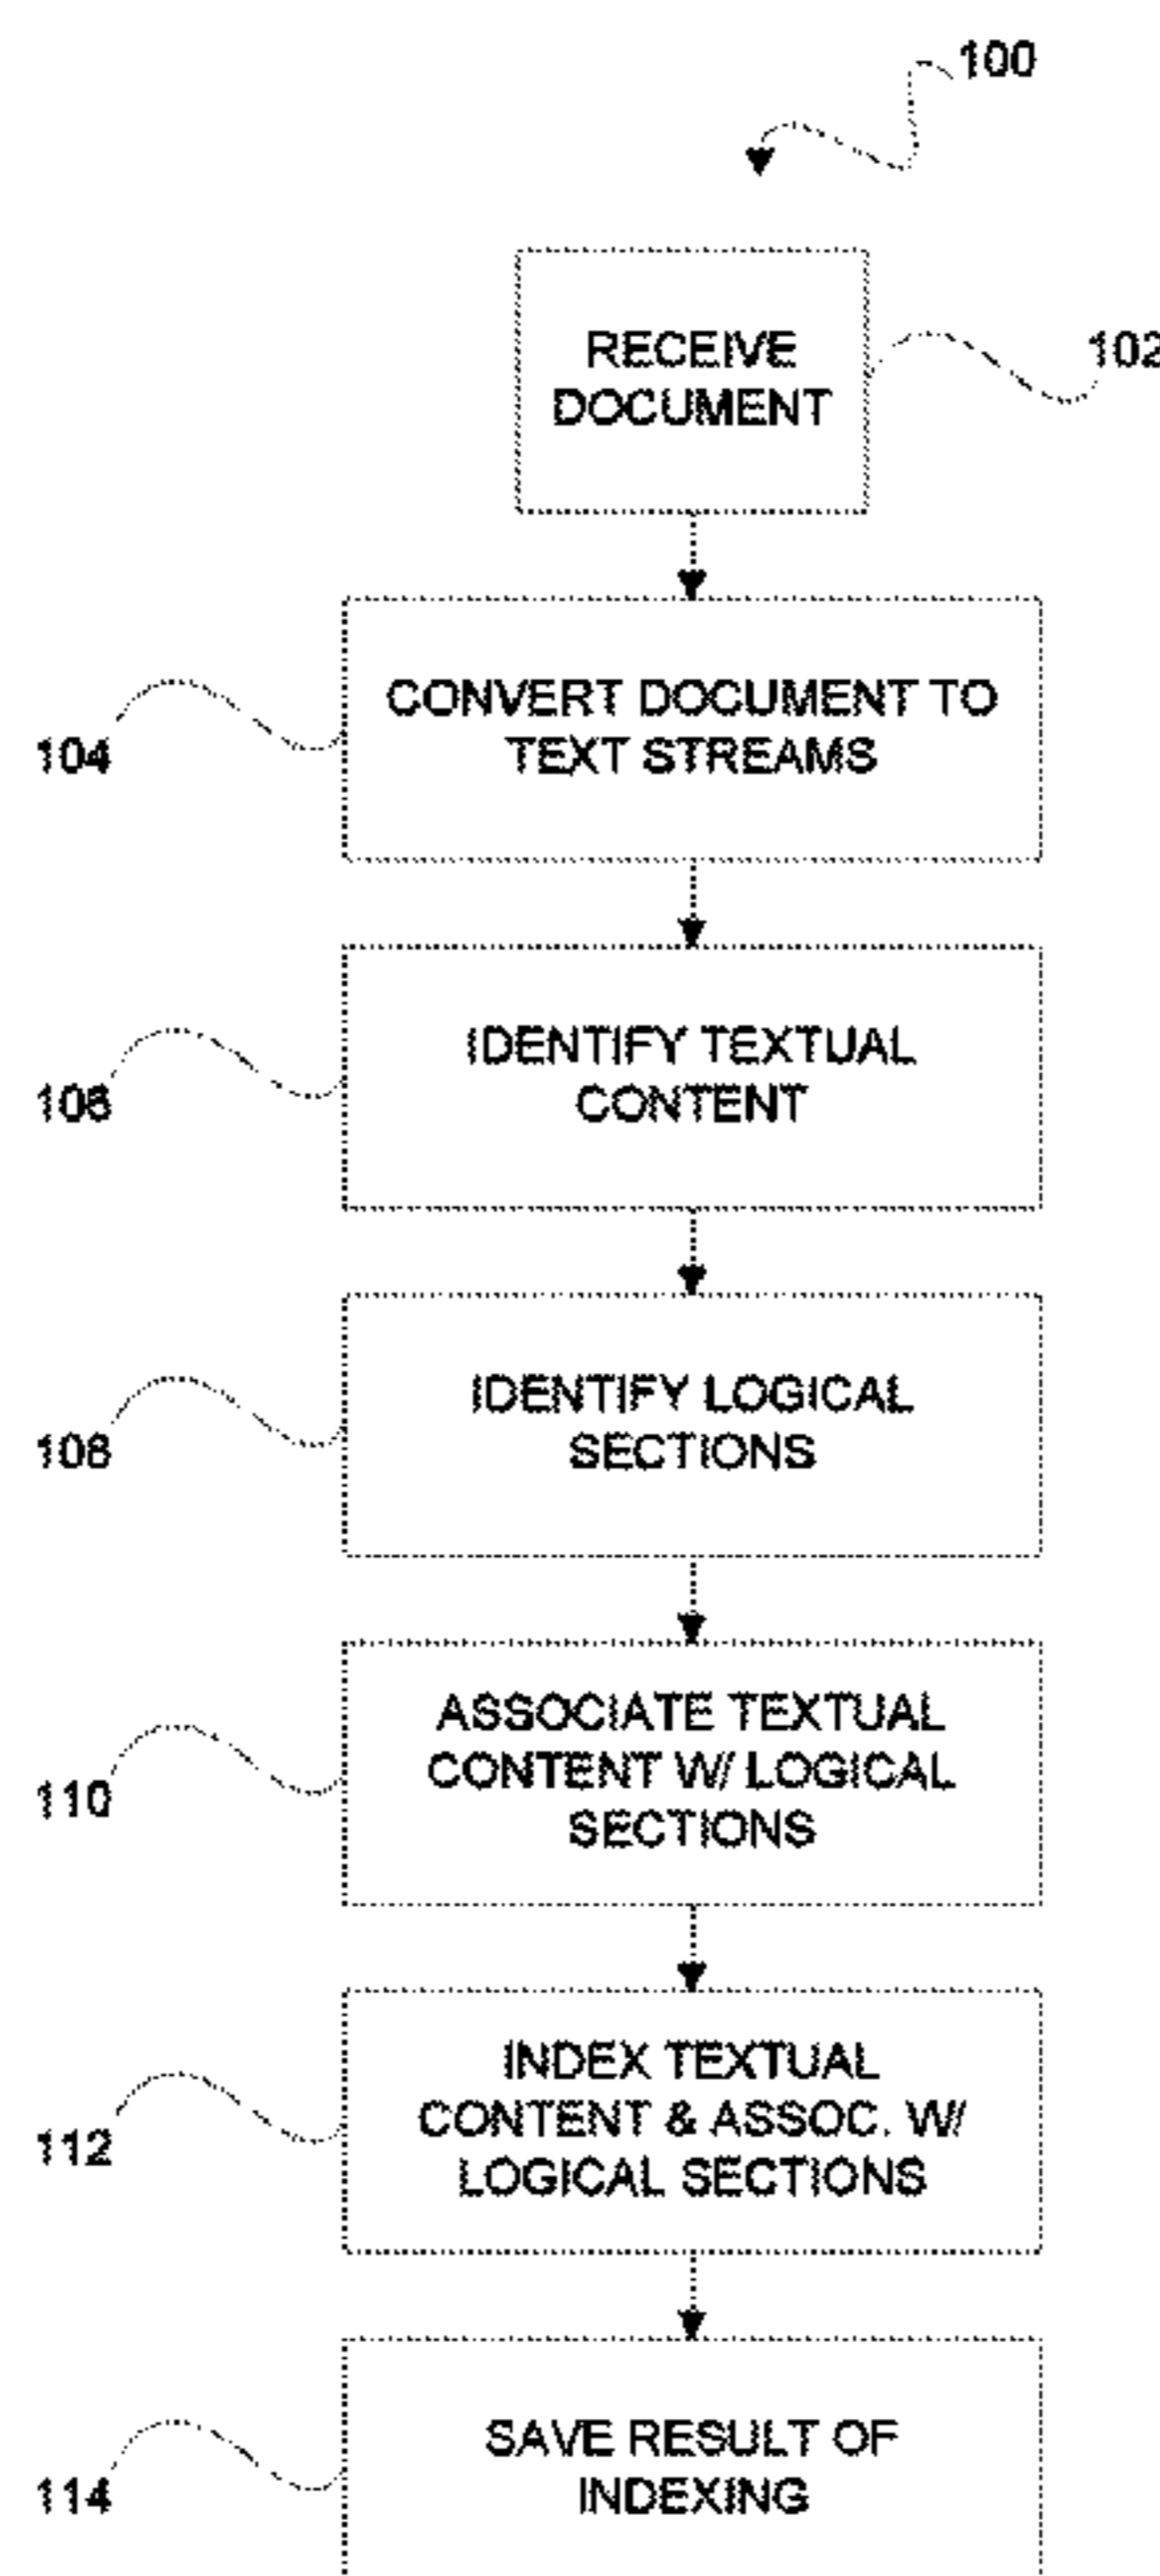 100
RECEIVE
DOCUMENT
102
CONVERT DOCUMENT TO
TEXT STREAMS
104
IDENTIFY TEXTUAL
CONTENT
106
IDENTIFY LOGICAL
SECTIONS
108
ASSOCIATE TEXTUAL
CONTENT W/ LOGICAL
SECTIONS
110
INDEX TEXTUAL
CONTENT & ASSOC. W/
LOGICAL SECTIONS
112
SAVE RESULT OF
INDEXING
114